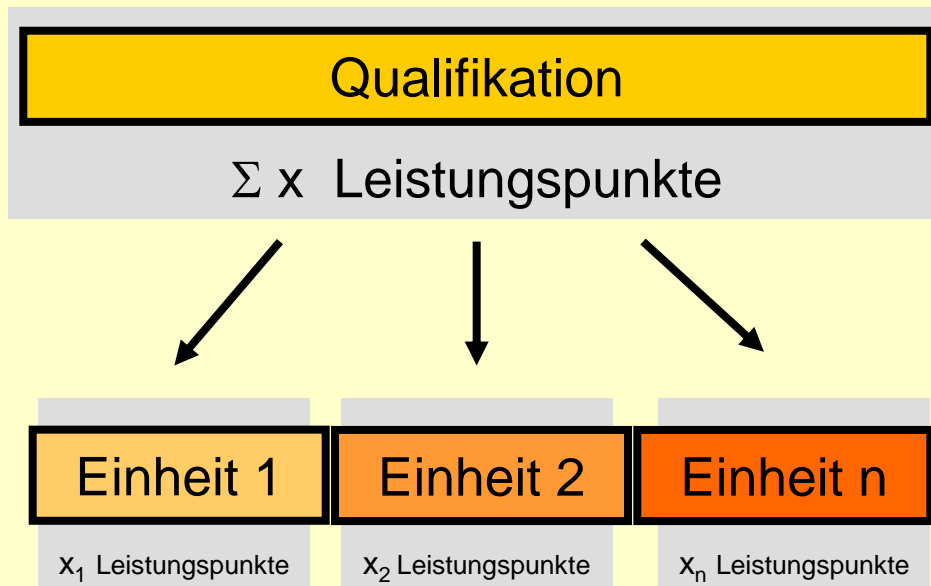 Qualifikation
Σ x Leistungspunkte
Einheit 1 Einheit 2 Einheit n
x₁ Leistungspunkte x₂ Leistungspunkte xₙ Leistungspunkte